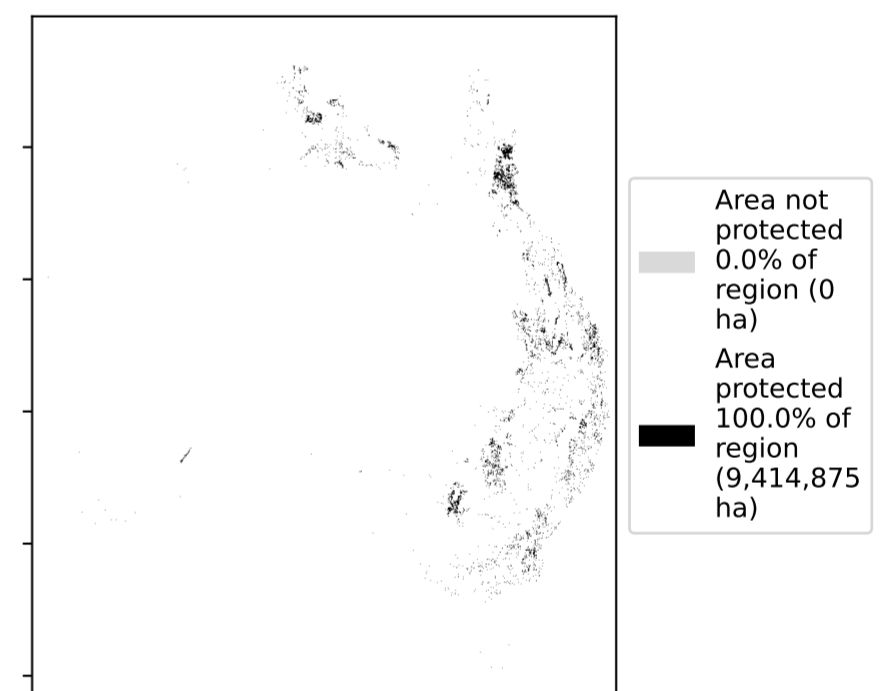 Area not
protected
0.0% of
region (0
ha)
Area
protected
100.0% of
region
(9,414,875
ha)